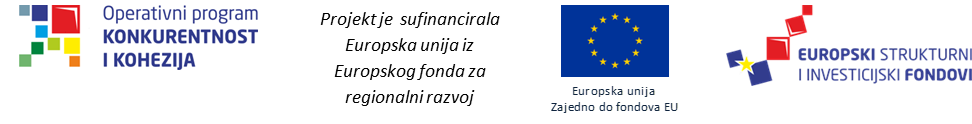 Operativni program
KONKURENTNOST
I KOHEZIJA
Projekt je sufinancirala
Europska unija iz
Europskog fonda za
regionalni razvoj
Europska unija
Zajedno do fondova EU
EUROPSKI STRUKTURNI
I INVESTICIJSKI FONDOVI